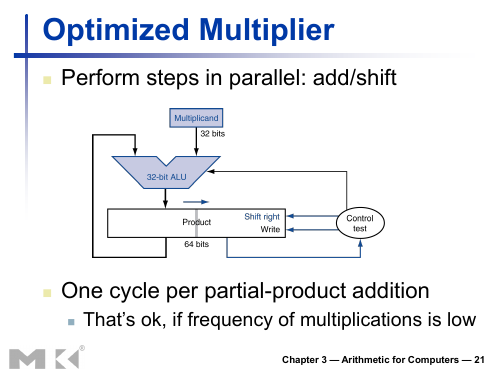 Optimized Multiplier
Perform steps in parallel: add/shift
Multiplicand
32 bits
32-bit ALU
Product
Shift right
Write
Control
test
64 bits
One cycle per partial-product addition
That's ok, if frequency of multiplications is low
MK®
Chapter 3 — Arithmetic for Computers — 21